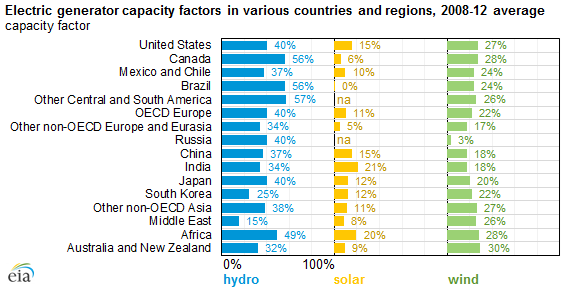 Electric generator capacity factors in various countries and regions, 2008-12 average
capacity factor
United States 40% 15% 27%
Canada 56% 6% 28%
Mexico and Chile 37% 10% 24%
Brazil 56% 0% 24%
Other Central and South America 57% na 26%
OECD Europe 40% 11% 22%
Other non-OECD Europe and Eurasia 34% 5% 17%
Russia 40% na 3%
China 37% 15% 18%
India 34% 21% 18%
Japan 40% 12% 20%
South Korea 25% 12% 22%
Other non-OECD Asia 38% 11% 27%
Middle East 15% 8% 26%
Africa 49% 20% 28%
Australia and New Zealand 32% 9% 30%
0% 100%
hydro solar wind
eia